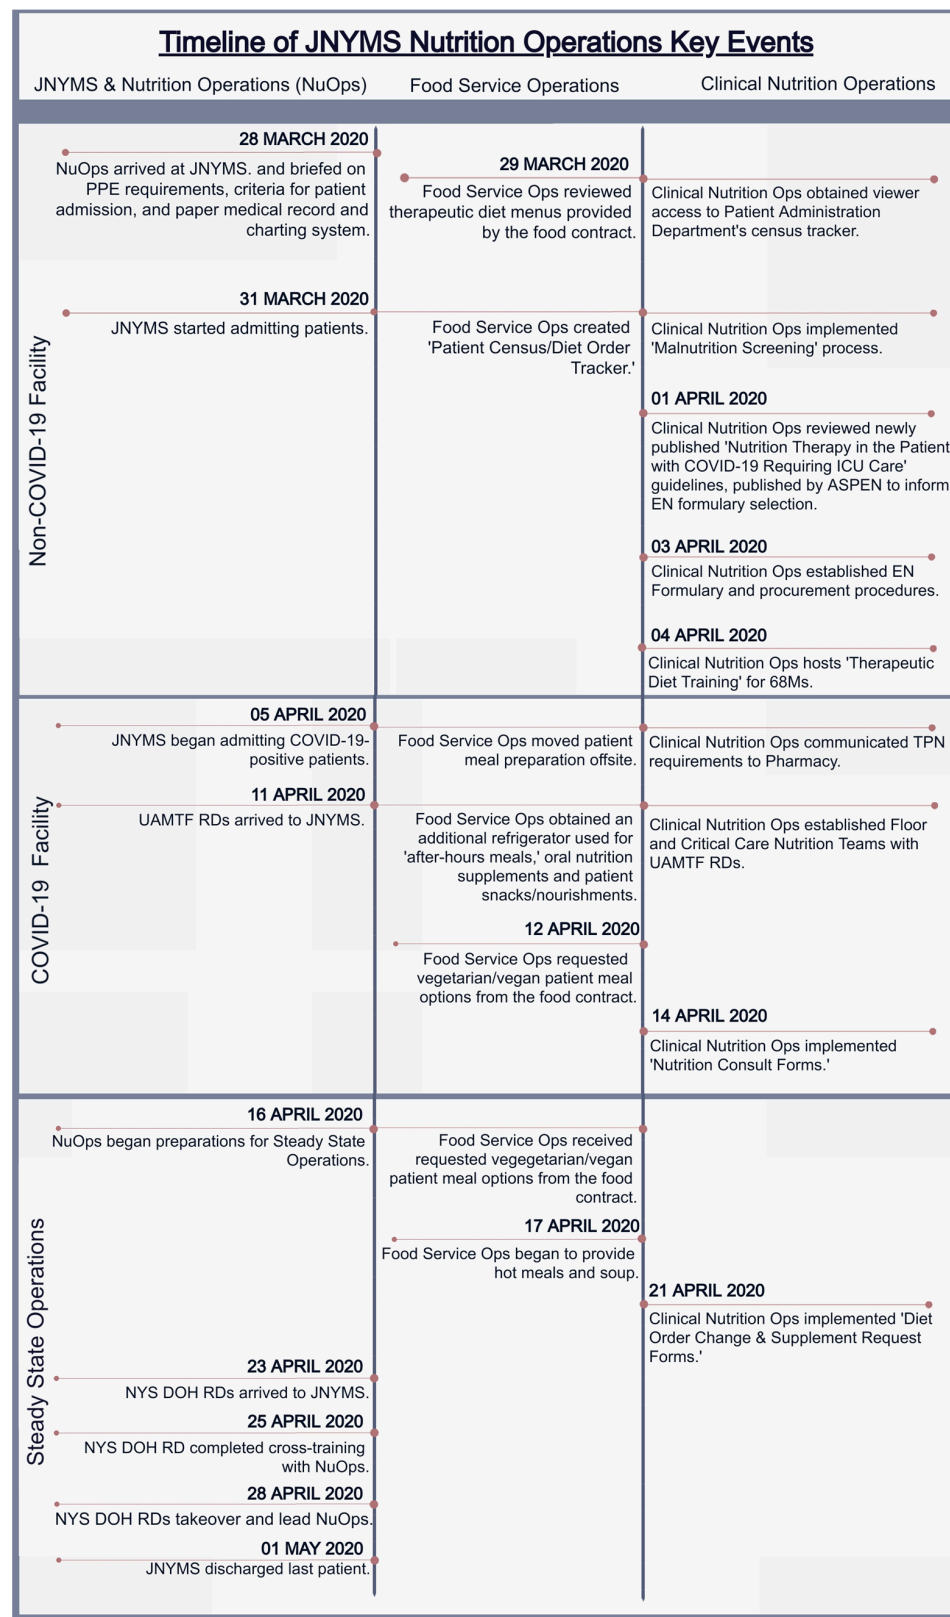 Timeline of JNYMS Nutrition Operations Key Events
JNYMS & Nutrition Operations (NuOps)
Food Service Operations
Clinical Nutrition Operations
Non-COVID-19 Facility
28 MARCH 2020
NuOps arrived at JNYMS. and briefed on
PPE requirements, criteria for patient
admission, and paper medical record and
charting system.
29 MARCH 2020
Food Service Ops reviewed
therapeutic diet menus provided
by the food contract.
Clinical Nutrition Ops obtained viewer
access to Patient Administration
Department's census tracker.
31 MARCH 2020
JNYMS started admitting patients.
Food Service Ops created
'Patient Census/Diet Order
Tracker.'
Clinical Nutrition Ops implemented
'Malnutrition Screening' process.
01 APRIL 2020
Clinical Nutrition Ops reviewed newly
published 'Nutrition Therapy in the Patient
with COVID-19 Requiring ICU Care'
guidelines, published by ASPEN to inform
EN formulary selection.
03 APRIL 2020
Clinical Nutrition Ops established EN
Formulary and procurement procedures.
04 APRIL 2020
Clinical Nutrition Ops hosts 'Therapeutic
Diet Training' for 68Ms.
COVID-19 Facility
05 APRIL 2020
JNYMS began admitting COVID-19-
positive patients.
Food Service Ops moved patient
meal preparation offsite.
Clinical Nutrition Ops communicated TPN
requirements to Pharmacy.
11 APRIL 2020
UAMTF RDs arrived to JNYMS.
Food Service Ops obtained an
additional refrigerator used for
'after-hours meals,' oral nutrition
supplements and patient
snacks/nourishments.
Clinical Nutrition Ops established Floor
and Critical Care Nutrition Teams with
UAMTF RDs.
12 APRIL 2020
Food Service Ops requested
vegetarian/vegan patient meal
options from the food contract.
14 APRIL 2020
Clinical Nutrition Ops implemented
'Nutrition Consult Forms.'
Steady State Operations
16 APRIL 2020
NuOps began preparations for Steady State
Operations.
Food Service Ops received
requested vegegetarian/vegan
patient meal options from the food
contract.
17 APRIL 2020
Food Service Ops began to provide
hot meals and soup.
21 APRIL 2020
Clinical Nutrition Ops implemented 'Diet
Order Change & Supplement Request
Forms.'
23 APRIL 2020
NYS DOH RDs arrived to JNYMS.
25 APRIL 2020
NYS DOH RD completed cross-training
with NuOps.
28 APRIL 2020
NYS DOH RDs takeover and lead NuOps.
01 MAY 2020
JNYMS discharged last patient.